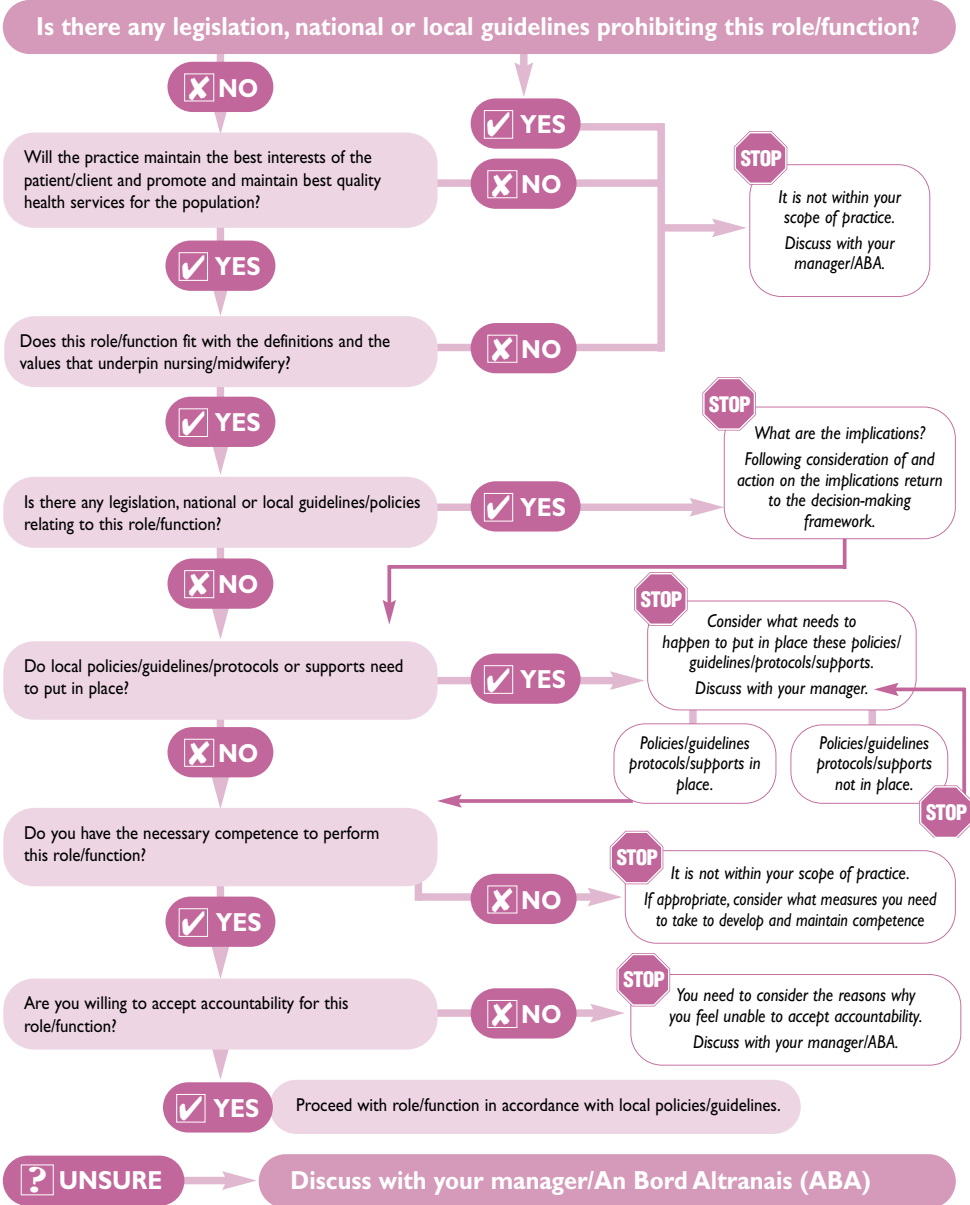 Is there any legislation, national or local guidelines prohibiting this role/function?
NO
YES
Will the practice maintain the best interests of the
patient/client and promote and maintain best quality
health services for the population?
NO
STOP
It is not within your
scope of practice.
Discuss with your
manager/ABA.
YES
Does this role/function fit with the definitions and the
values that underpin nursing/midwifery?
NO
YES
STOP
What are the implications?
Following consideration of and
action on the implications return
to the decision-making
framework.
Is there any legislation, national or local guidelines/policies
relating to this role/function?
YES
NO
STOP
Consider what needs to
happen to put in place these policies/
guidelines/protocols/supports.
Discuss with your manager.
Do local policies/guidelines/protocols or supports need
to put in place?
YES
NO
Policies/guidelines
protocols/supports in
place.
Policies/guidelines
protocols/supports
not in place.
STOP
Do you have the necessary competence to perform
this role/function?
NO
STOP
It is not within your scope of practice.
If appropriate, consider what measures you need
to take to develop and maintain competence
YES
Are you willing to accept accountability for this
role/function?
NO
STOP
You need to consider the reasons why
you feel unable to accept accountability.
Discuss with your manager/ABA.
YES
Proceed with role/function in accordance with local policies/guidelines.
? UNSURE
Discuss with your manager/An Bord Altranais (ABA)